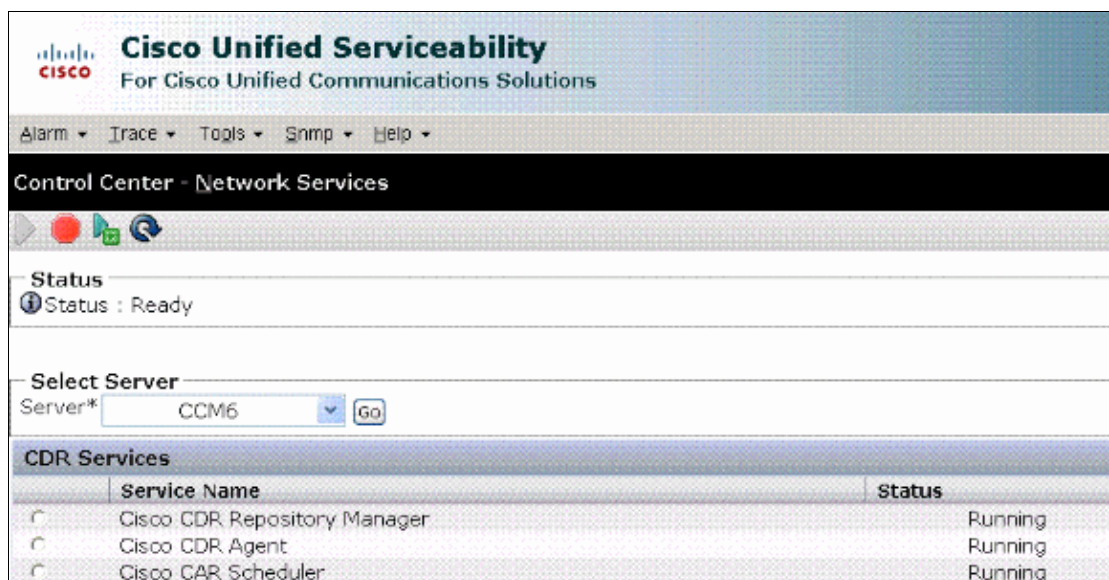 CISCO
Cisco Unified Serviceability
For Cisco Unified Communications Solutions
Alarm Trace Tools Snmp Help
Control Center - Network Services
Status
Status : Ready
Select Server
Server* CCM6 Go
CDR Services
Service Name Status
Cisco CDR Repository Manager Running
Cisco CDR Agent Running
Cisco CAR Scheduler Running